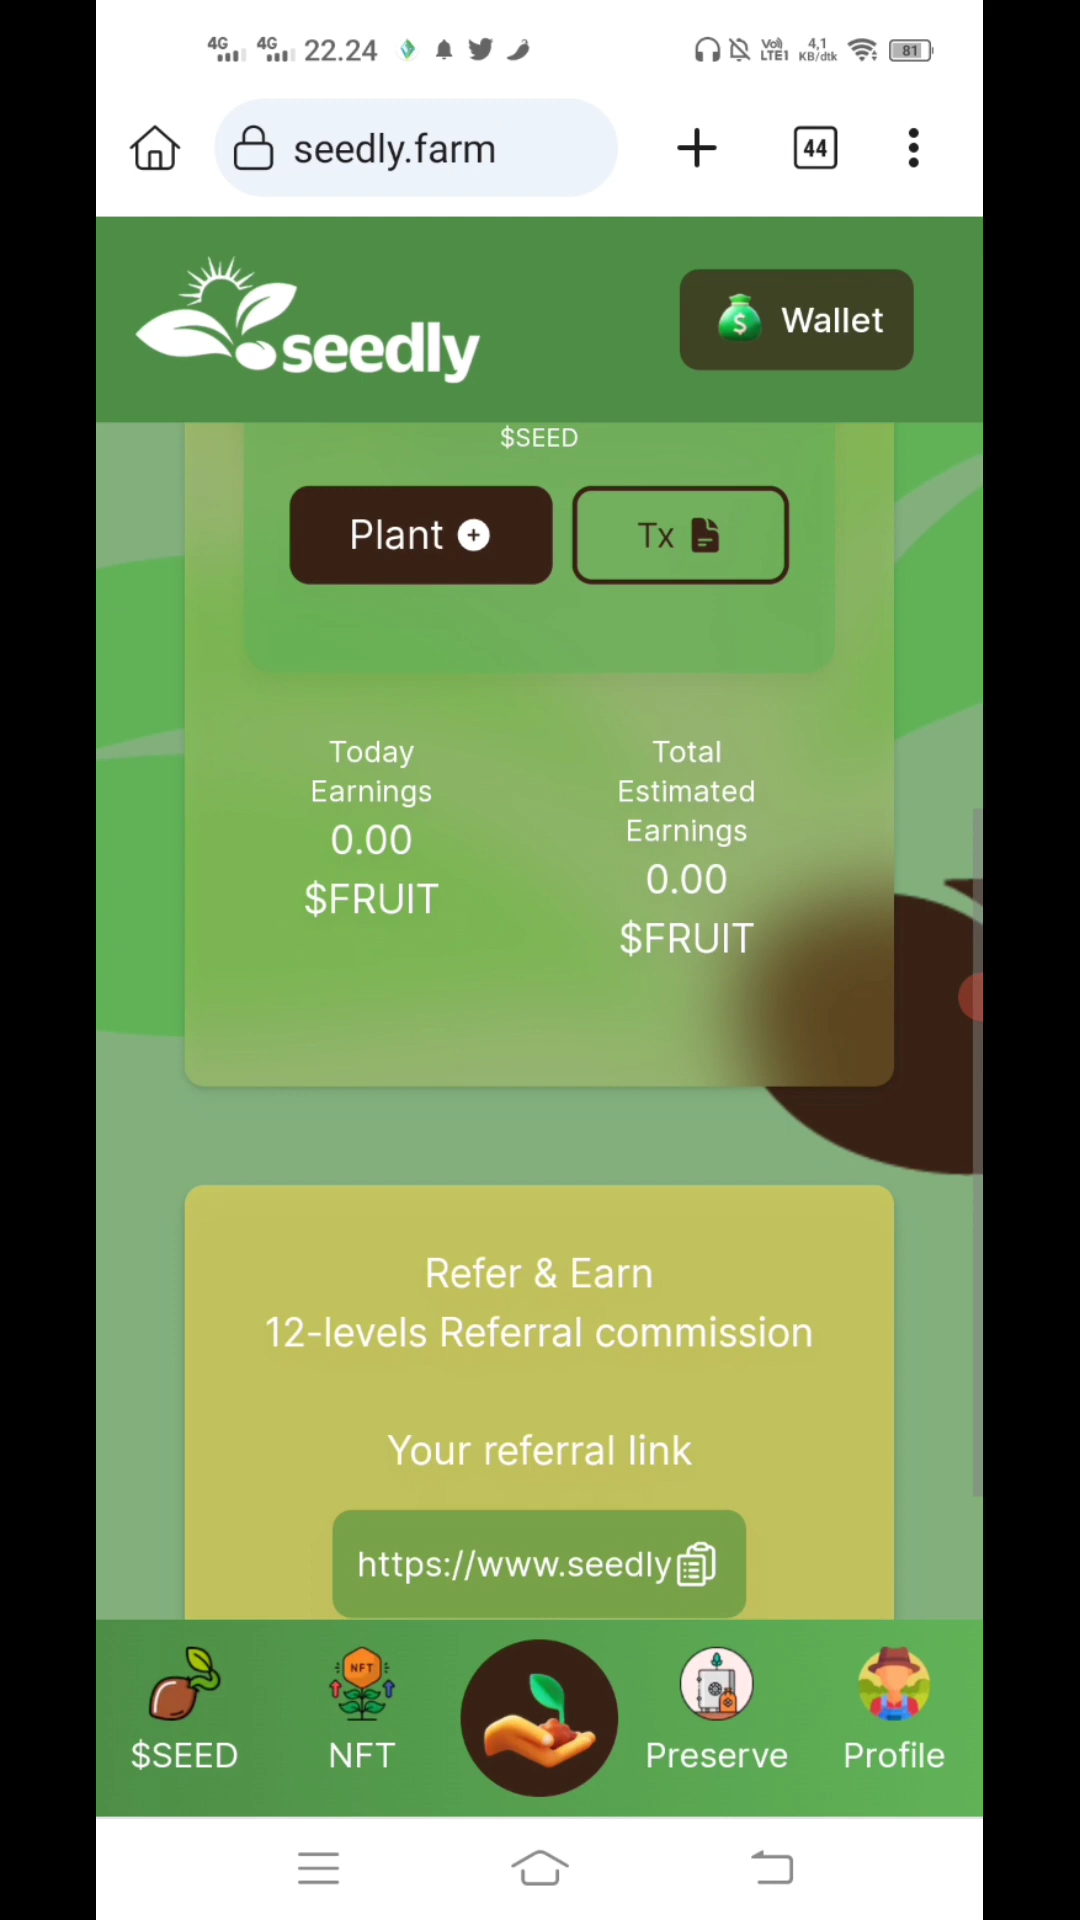 4G 4G 22.24 Vo) LTE1 4,1 KB/dtk 81
seedly.farm 44
seedly Wallet
$SEED
Plant Tx
Today
Earnings
0.00
$FRUIT
Total
Estimated
Earnings
0.00
$FRUIT
Refer & Earn
12-levels Referral commission
Your referral link
https://www.seedly
NFT
$SEED NFT Preserve Profile